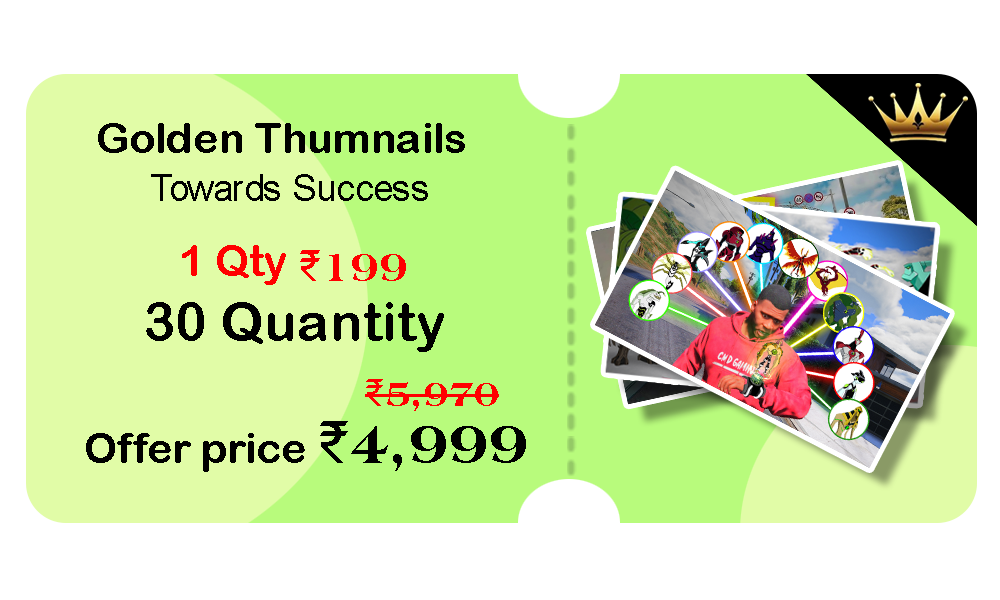 Golden Thumnails
Towards Success
1 Qty ₹199
30 Quantity
₹5,970
Offer price ₹4,999